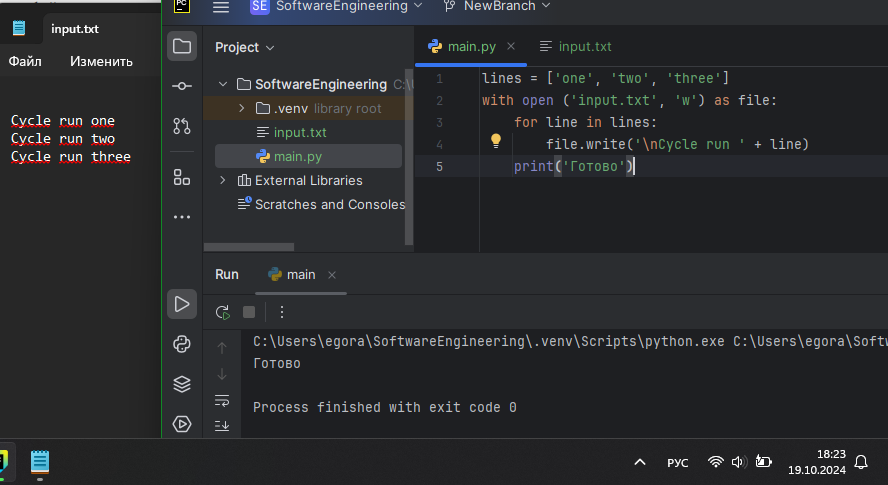 input.txt
Файл Изменить
Cycle run one
Cycle run two
Cycle run three
PC
SE SoftwareEngineering NewBranch
Project
SoftwareEngineering C:\
.venv library root
input.txt
main.py
External Libraries
Scratches and Consoles
main.py input.txt
1 lines = ['one', 'two', 'three']
2 with open ('input.txt', 'w') as file:
3 for line in lines:
4 file.write('\nCycle run ' + line)
5 print('Готово')
Run main
C:\Users\egora\SoftwareEngineering\.venv\Scripts\python.exe C:\Users\egora\Soft
Готово
Process finished with exit code 0
РУС
18:23
19.10.2024